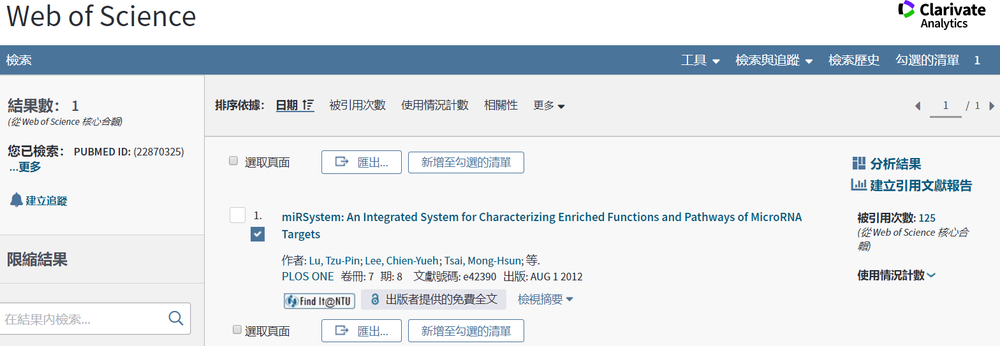 Web of Science
Clarivate
Analytics
檢索
工具 檢索與追蹤 檢索歷史 勾選的清單 1
結果數： 1
(從 Web of Science 核心合輯)
您已檢索： PUBMED ID: (22870325)
...更多
建立追蹤
限縮結果
在結果內檢索...
排序依據： 日期 被引用次數 使用情況計數 相關性 更多
1 / 1
選取頁面 匯出... 新增至勾選的清單
1. miRSystem: An Integrated System for Characterizing Enriched Functions and Pathways of MicroRNA
Targets
作者: Lu, Tzu-Pin; Lee, Chien-Yueh; Tsai, Mong-Hsun; 等.
PLOS ONE 卷冊: 7 期: 8 文獻號碼: e42390 出版: AUG 1 2012
Find It@NTU 出版者提供的免費全文 檢視摘要
選取頁面 匯出... 新增至勾選的清單
分析結果
建立引用文獻報告
被引用次數: 125
(從 Web of Science 核心合
輯)
使用情況計數